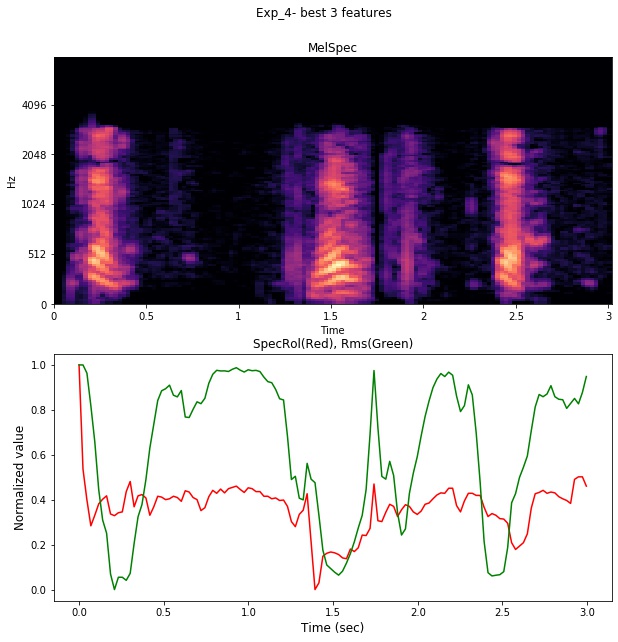 Exp_4- best 3 features
MelSpec
Hz
4096
2048
1024
512
0
0 0.5 1 1.5 2 2.5 3
Time
SpecRol(Red), Rms(Green)
Normalized value
1.0
0.8
0.6
0.4
0.2
0.0
0.0 0.5 1.0 1.5 2.0 2.5 3.0
Time (sec)